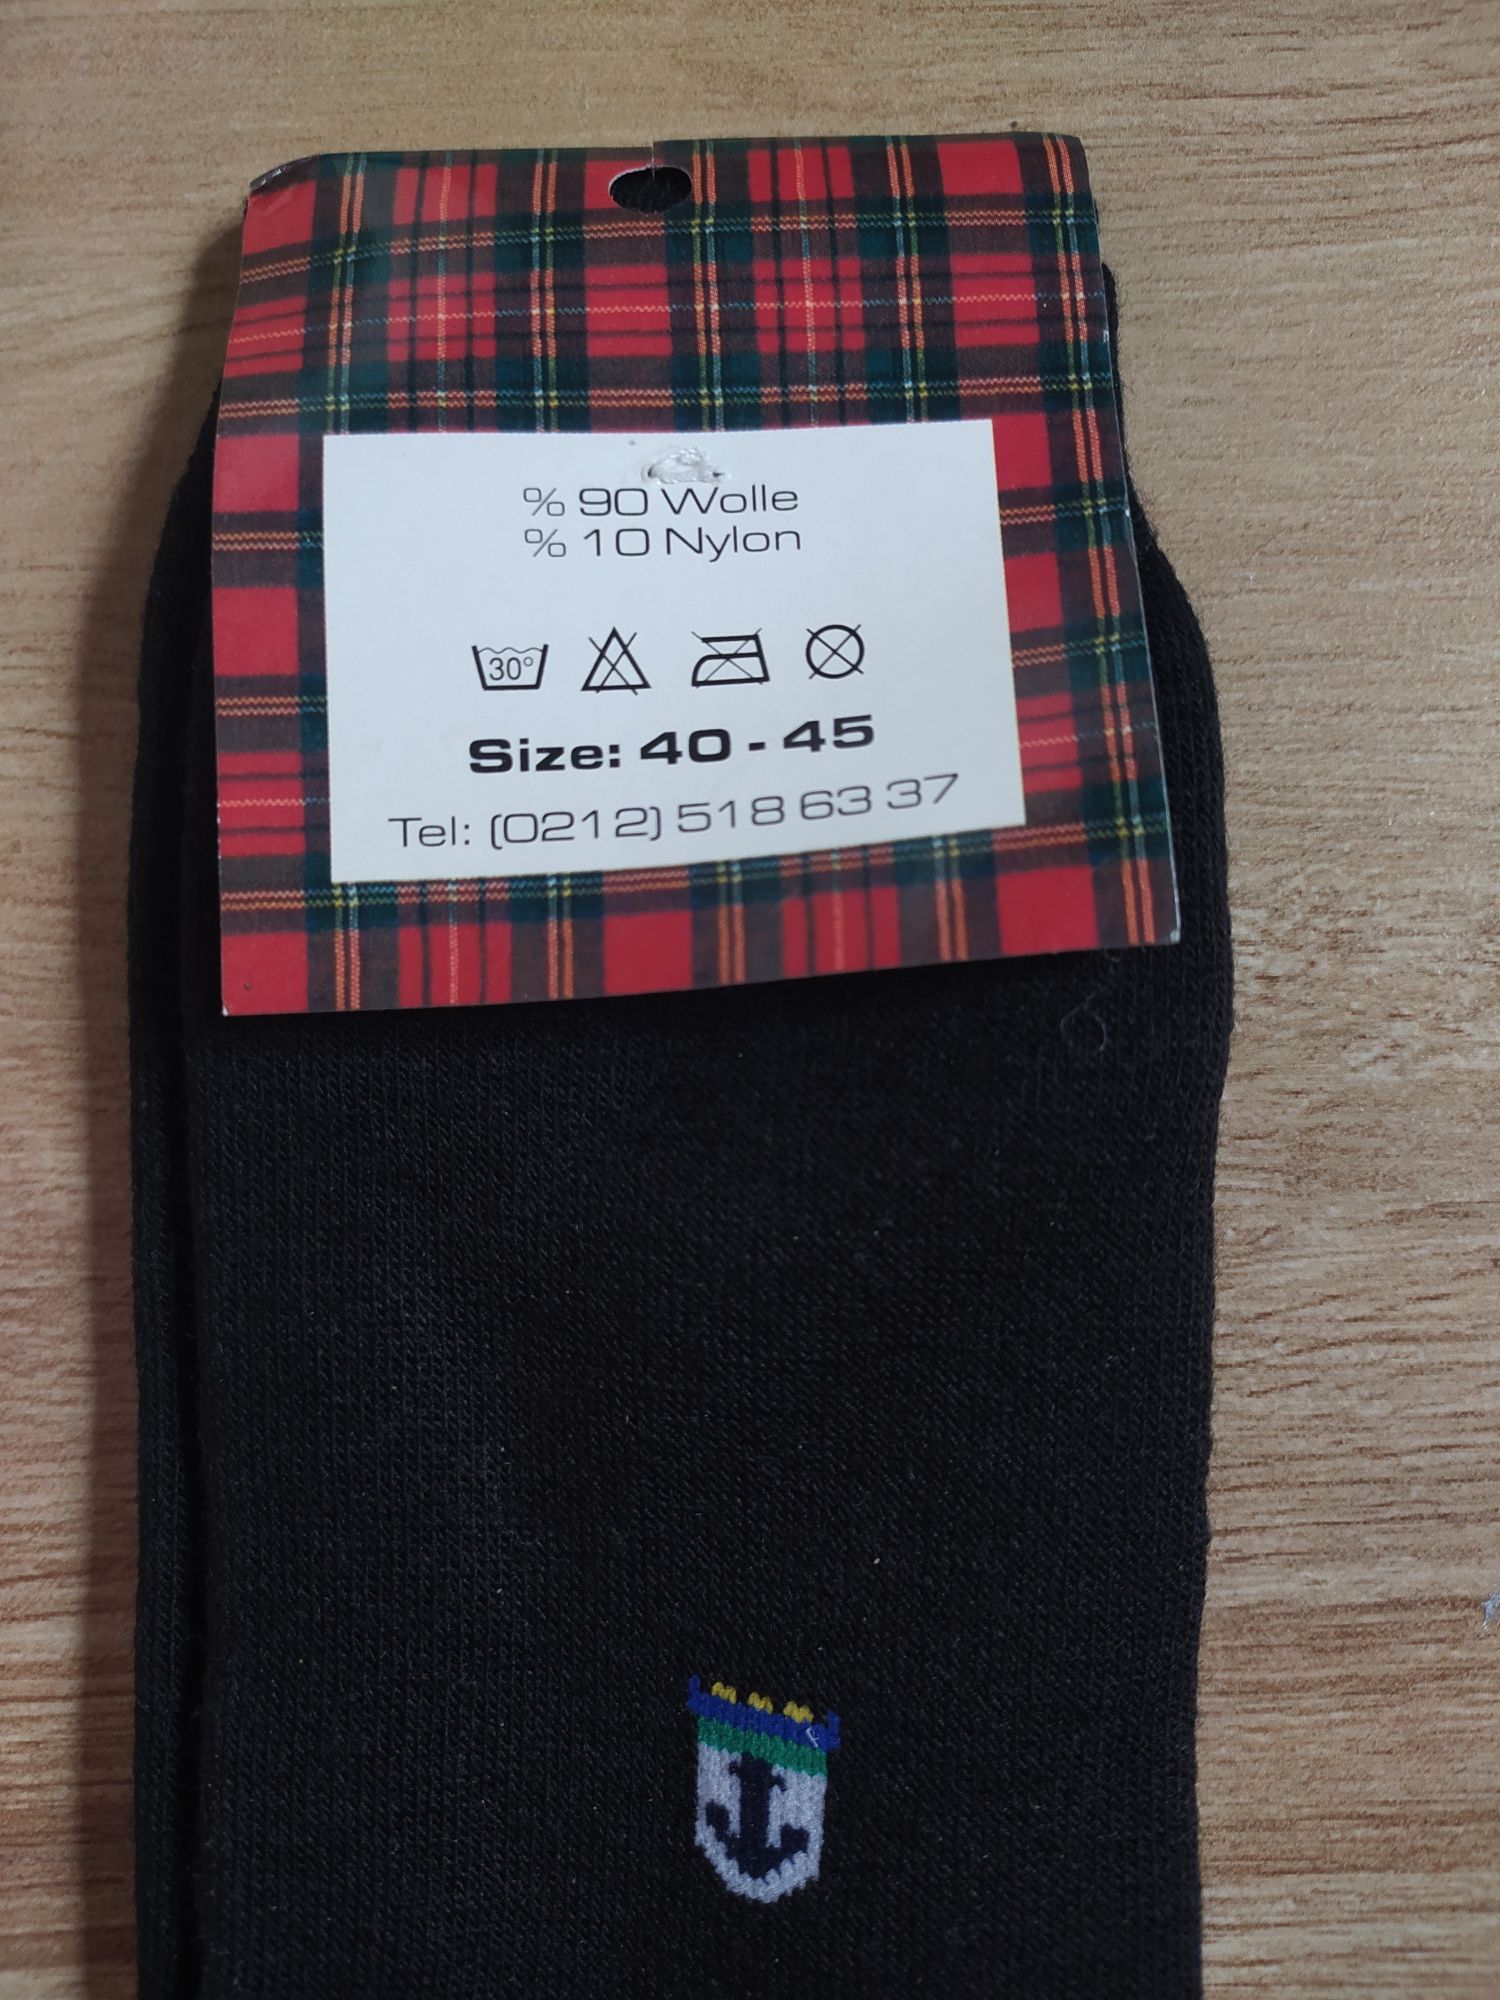 % 90 Wolle
% 10 Nylon
30°
Size: 40 - 45
Tel: (0212) 518 63 37